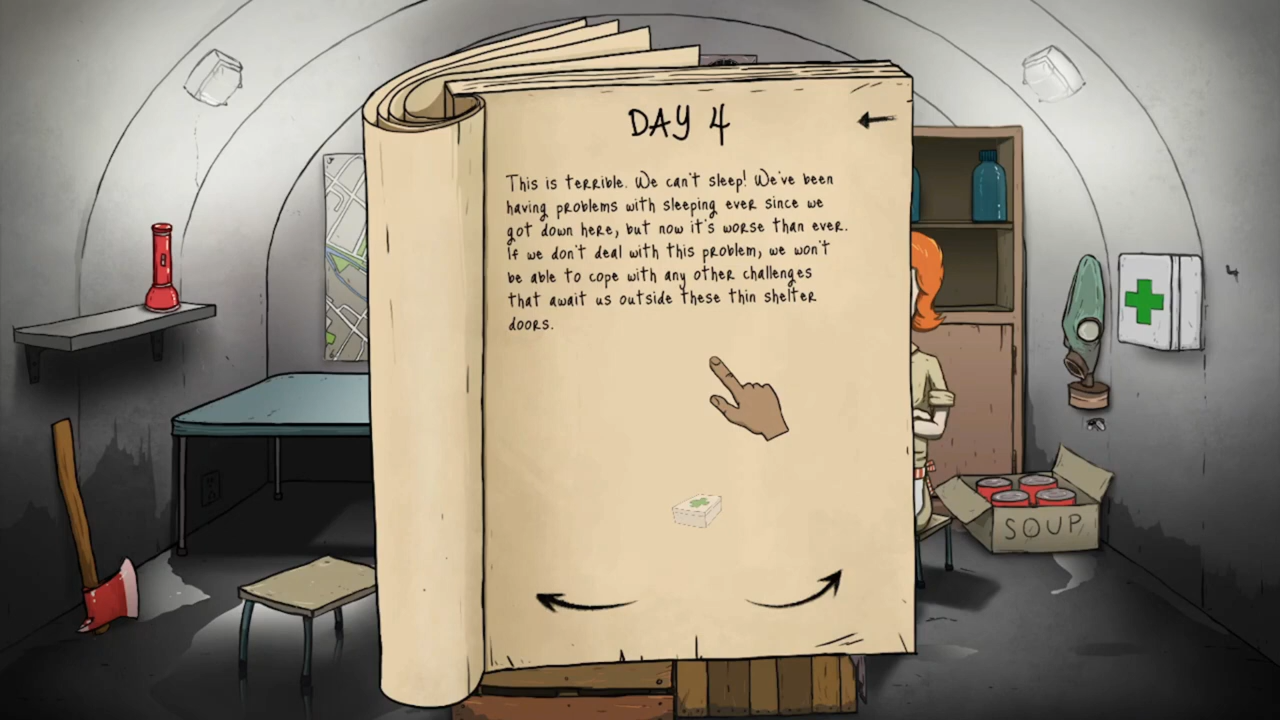 DAY 4
This is terrible. We can't sleep! We've been
having problems with sleeping ever since we
got down here, but now it's worse than ever.
If we don't deal with this problem, we won't
be able to cope with any other challenges
that await us outside these thin shelter
doors.
4
SOUP